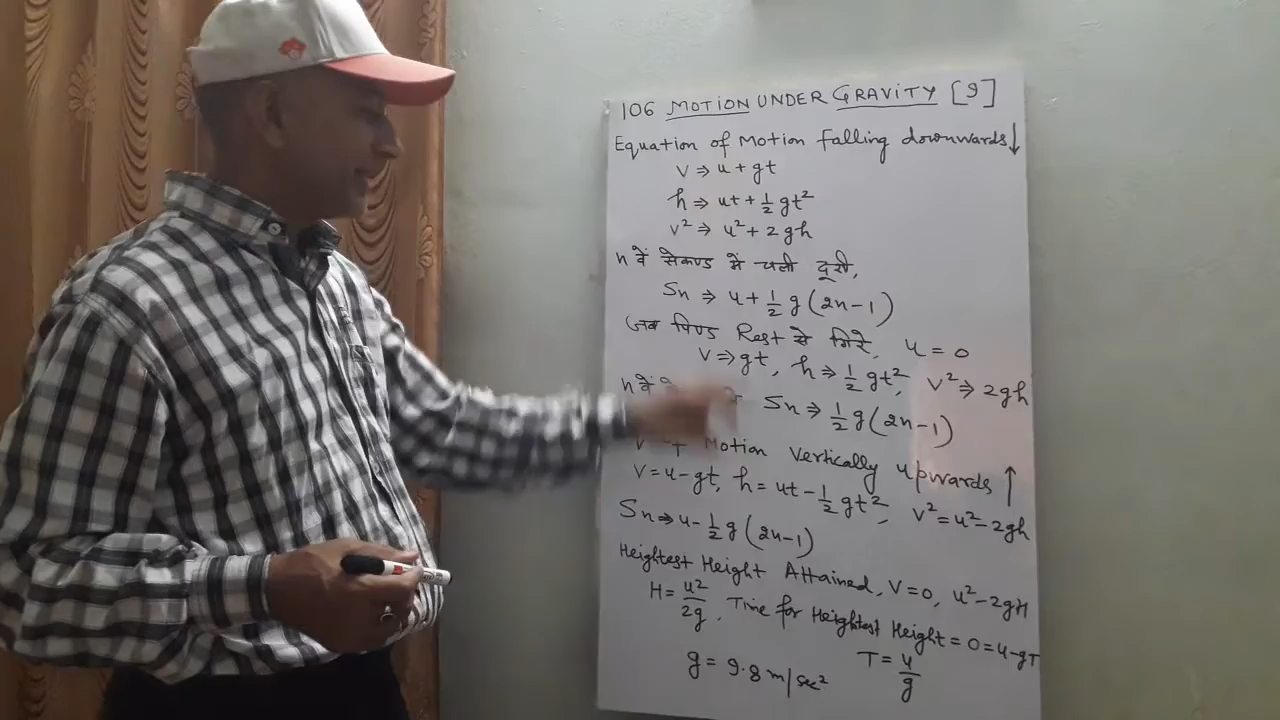 106 MOTION UNDER GRAVITY [9]
Equation of Motion falling downwards ↓
v ⇒ u + gt
h ⇒ ut + 1/2 gt²
v² ⇒ u² + 2gh
n वें सेकण्ड में चली दूरी,
Sn ⇒ u + 1/2 g (2n-1)
जब पिण्ड Rest से गिरे, u = 0
v ⇒ gt, h ⇒ 1/2 gt², v² ⇒ 2gh
n वें Sn ⇒ 1/2 g (2n-1)
Motion vertically upwards ↑
v = u - gt, h = ut - 1/2 gt², v² = u² - 2gh
Sn ⇒ u - 1/2 g (2n-1)
Heightest Height Attained, V=0, u² - 2gH
H = u²/2g, Time for Heightest Height = 0 = u - gT
g = 9.8 m/sec² T = u/g